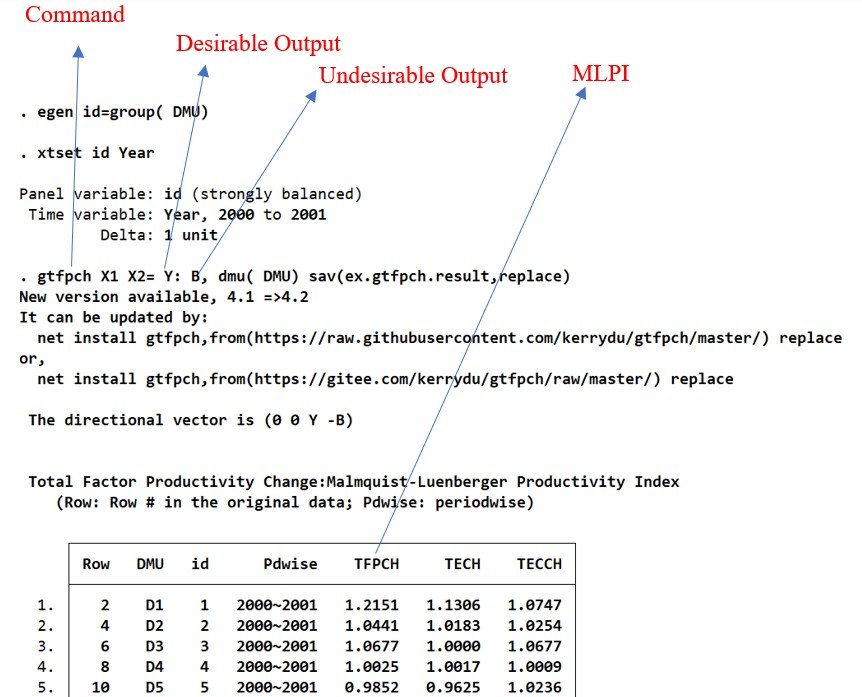 Command
Desirable Output
Undesirable Output
MLPI
. egen id=group( DMU)
. xtset id Year
Panel variable: id (strongly balanced)
Time variable: Year, 2000 to 2001
Delta: 1 unit
. gtfpch X1 X2= Y: B, dmu( DMU) sav(ex.gtfpch.result,replace)
New version available, 4.1 =>4.2
It can be updated by:
net install gtfpch,from(https://raw.githubusercontent.com/kerrydu/gtfpch/master/) replace
or,
net install gtfpch,from(https://gitee.com/kerrydu/gtfpch/raw/master/) replace
The directional vector is (0 0 Y -B)
Total Factor Productivity Change:Malmquist-Luenberger Productivity Index
(Row: Row # in the original data; Pdwise: periodwise)
Row DMU id Pdwise TFPCH TECH TECCH
1. 2 D1 1 2000~2001 1.2151 1.1306 1.0747
2. 4 D2 2 2000~2001 1.0441 1.0183 1.0254
3. 6 D3 3 2000~2001 1.0677 1.0000 1.0677
4. 8 D4 4 2000~2001 1.0025 1.0017 1.0009
5. 10 D5 5 2000~2001 0.9852 0.9625 1.0236